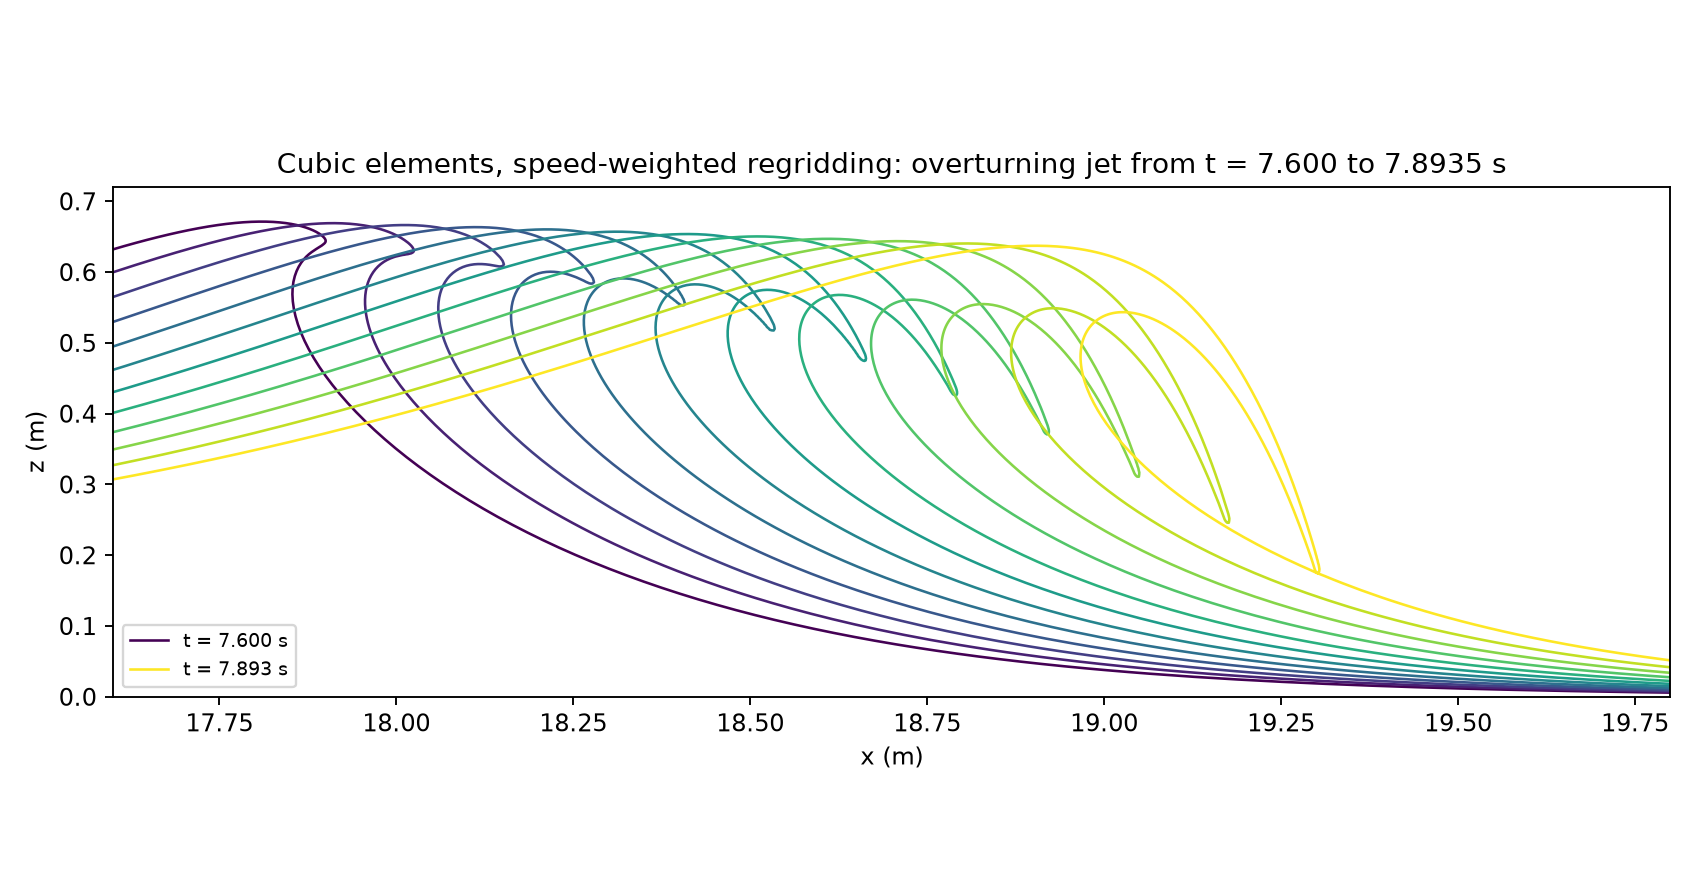 Cubic elements, speed-weighted regridding: overturning jet from t = 7.600 to 7.8935 s
0.7
0.6
0.5
0.4
0.3
0.2
0.1
0.0
z (m)
t = 7.600 s
t = 7.893 s
17.75 18.00 18.25 18.50 18.75 19.00 19.25 19.50 19.75
x (m)